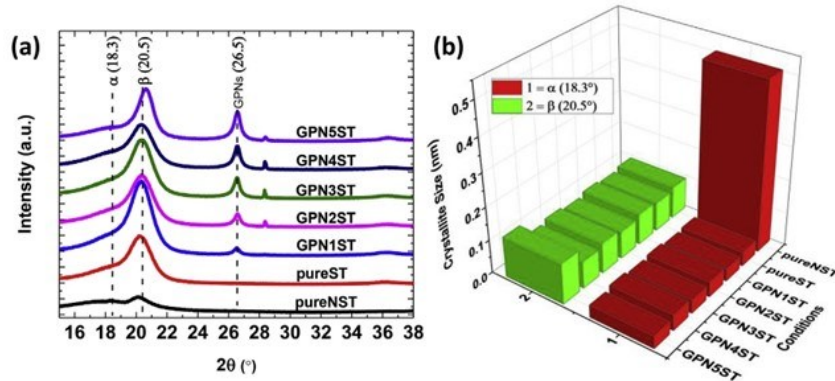 (a)
α (18.3)
β (20.5)
GPNs (26.5)
GPN5ST
GPN4ST
GPN3ST
GPN2ST
GPN1ST
pureST
pureNST
Intensity (a.u.)
15 16 18 20 22 24 26 28 30 32 34 36 38
2θ (°)
(b)
1 = α (18.3°)
2 = β (20.5°)
Crystallite Size (nm)
0.5
0.4
0.3
0.2
0.1
0.0
2
1
pureNST
pureST
GPN1ST
GPN2ST
GPN3ST
GPN4ST
GPN5ST
Conditions